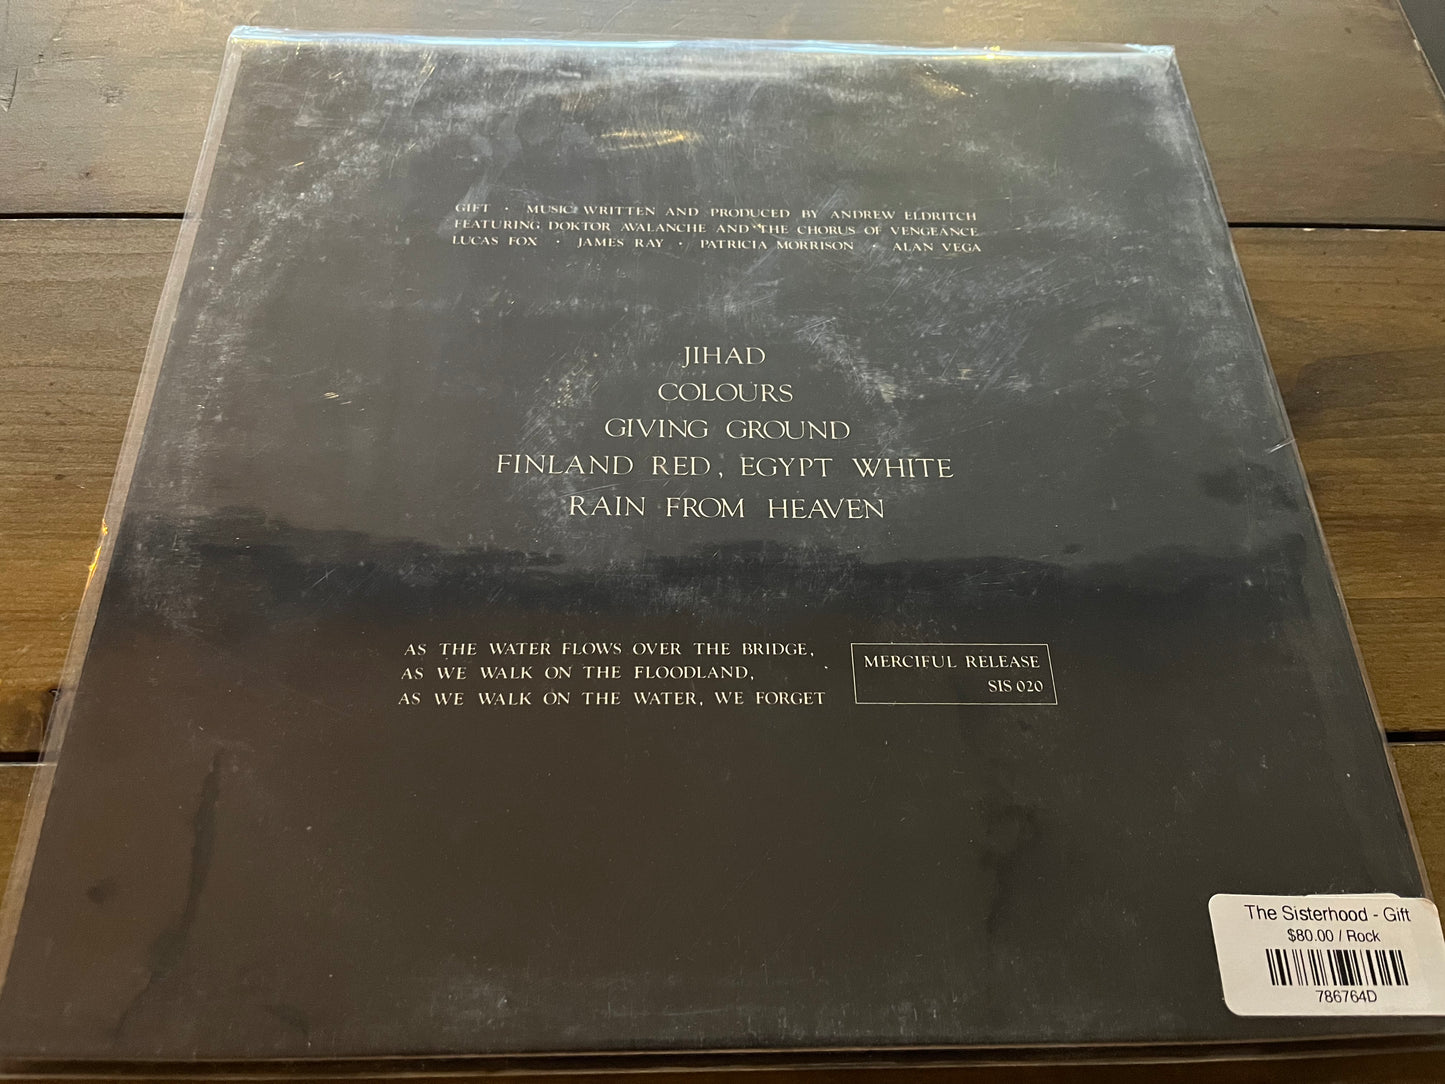 GIFT · MUSIC WRITTEN AND PRODUCED BY ANDREW ELDRITCH
FEATURING DOKTOR AVALANCHE AND THE CHORUS OF VENGEANCE
LUCAS FOX · JAMES RAY · PATRICIA MORRISON · ALAN VEGA
JIHAD
COLOURS
GIVING GROUND
FINLAND RED, EGYPT WHITE
RAIN FROM HEAVEN
AS THE WATER FLOWS OVER THE BRIDGE,
AS WE WALK ON THE FLOODLAND,
AS WE WALK ON THE WATER, WE FORGET
MERCIFUL RELEASE
SIS 020
The Sisterhood - Gift
$80.00 / Rock
786764D